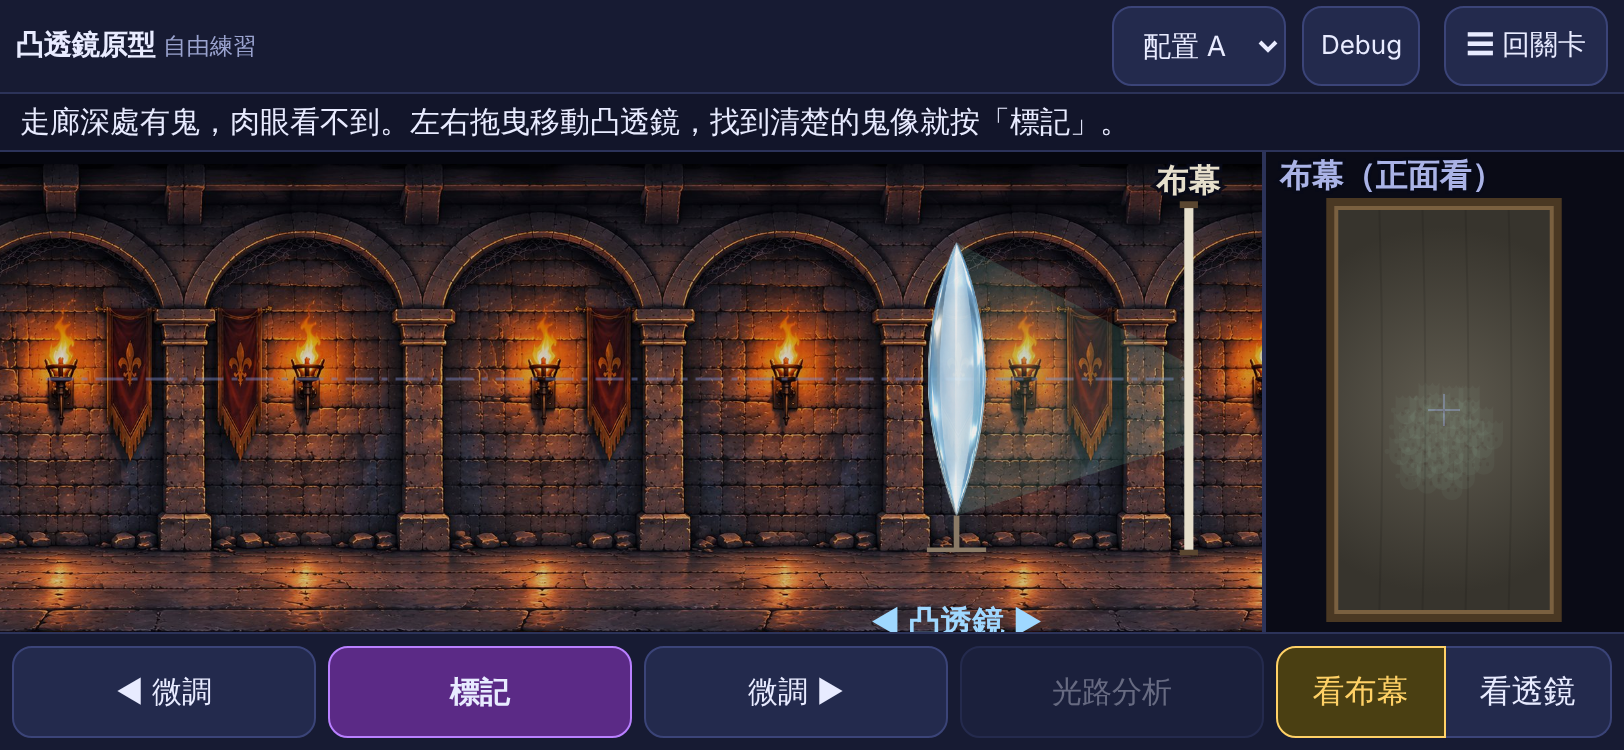 凸透鏡原型 自由練習
配置 A
Debug
☰ 回關卡
走廊深處有鬼，肉眼看不到。左右拖曳移動凸透鏡，找到清楚的鬼像就按「標記」。
布幕
布幕（正面看）
◀ 凸透鏡 ▶
◀ 微調
標記
微調 ▶
光路分析
看布幕
看透鏡